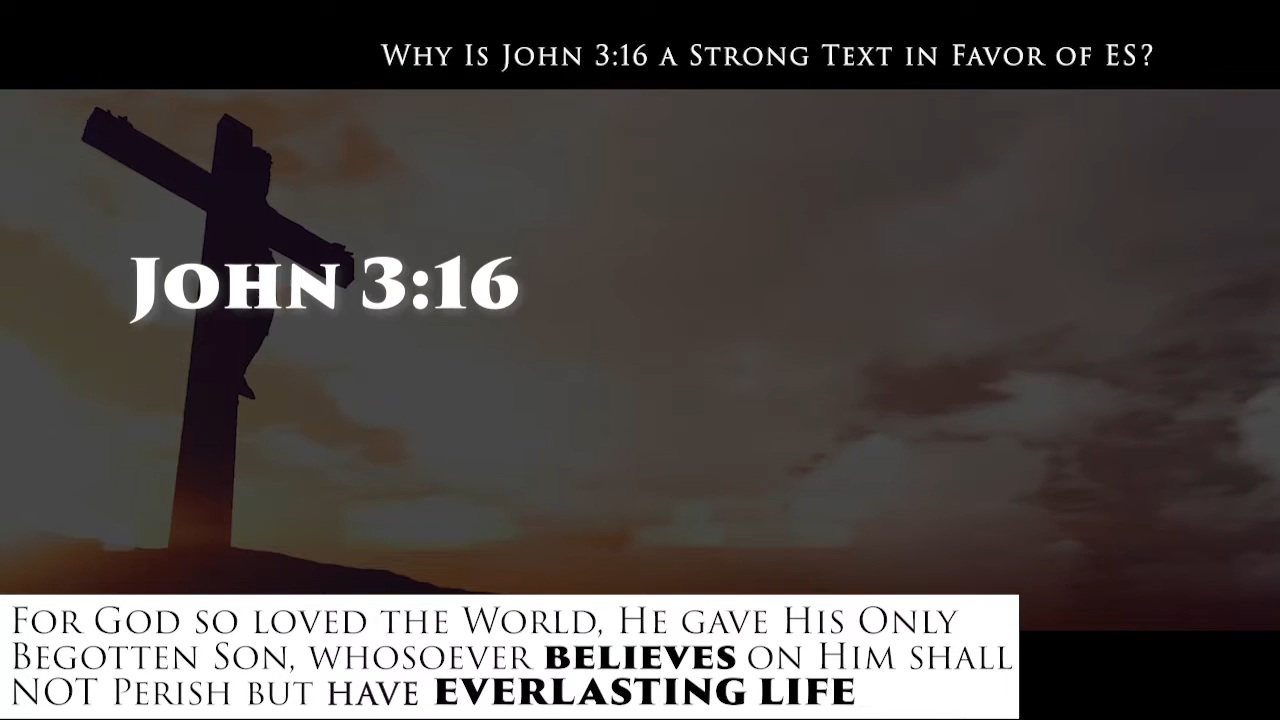 Why Is John 3:16 a Strong Text in Favor of ES?
John 3:16
For God so loved the World, He gave His Only
Begotten Son, whosoever BELIEVES on Him shall
NOT Perish but have EVERLASTING LIFE